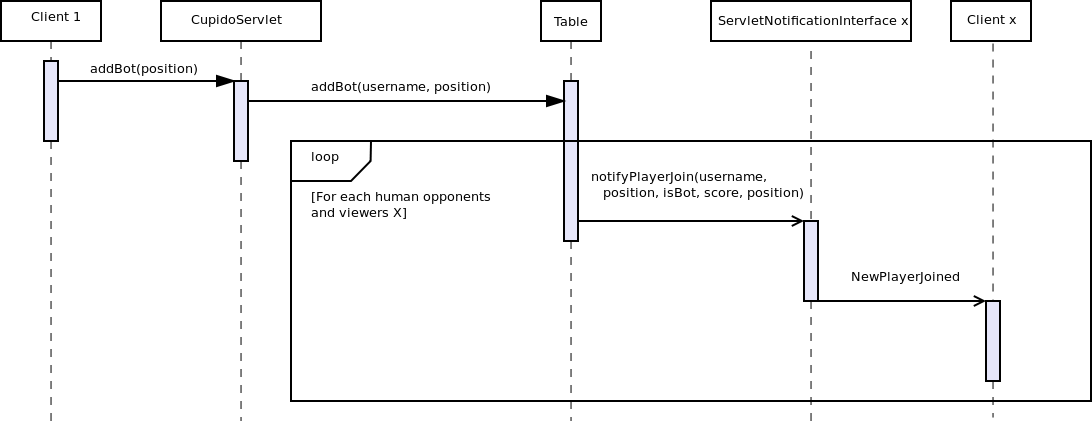 Client 1
CupidoServlet
Table
ServletNotificationInterface x
Client x
addBot(position)
addBot(username, position)
loop
[For each human opponents
and viewers X]
notifyPlayerJoin(username,
position, isBot, score, position)
NewPlayerJoined